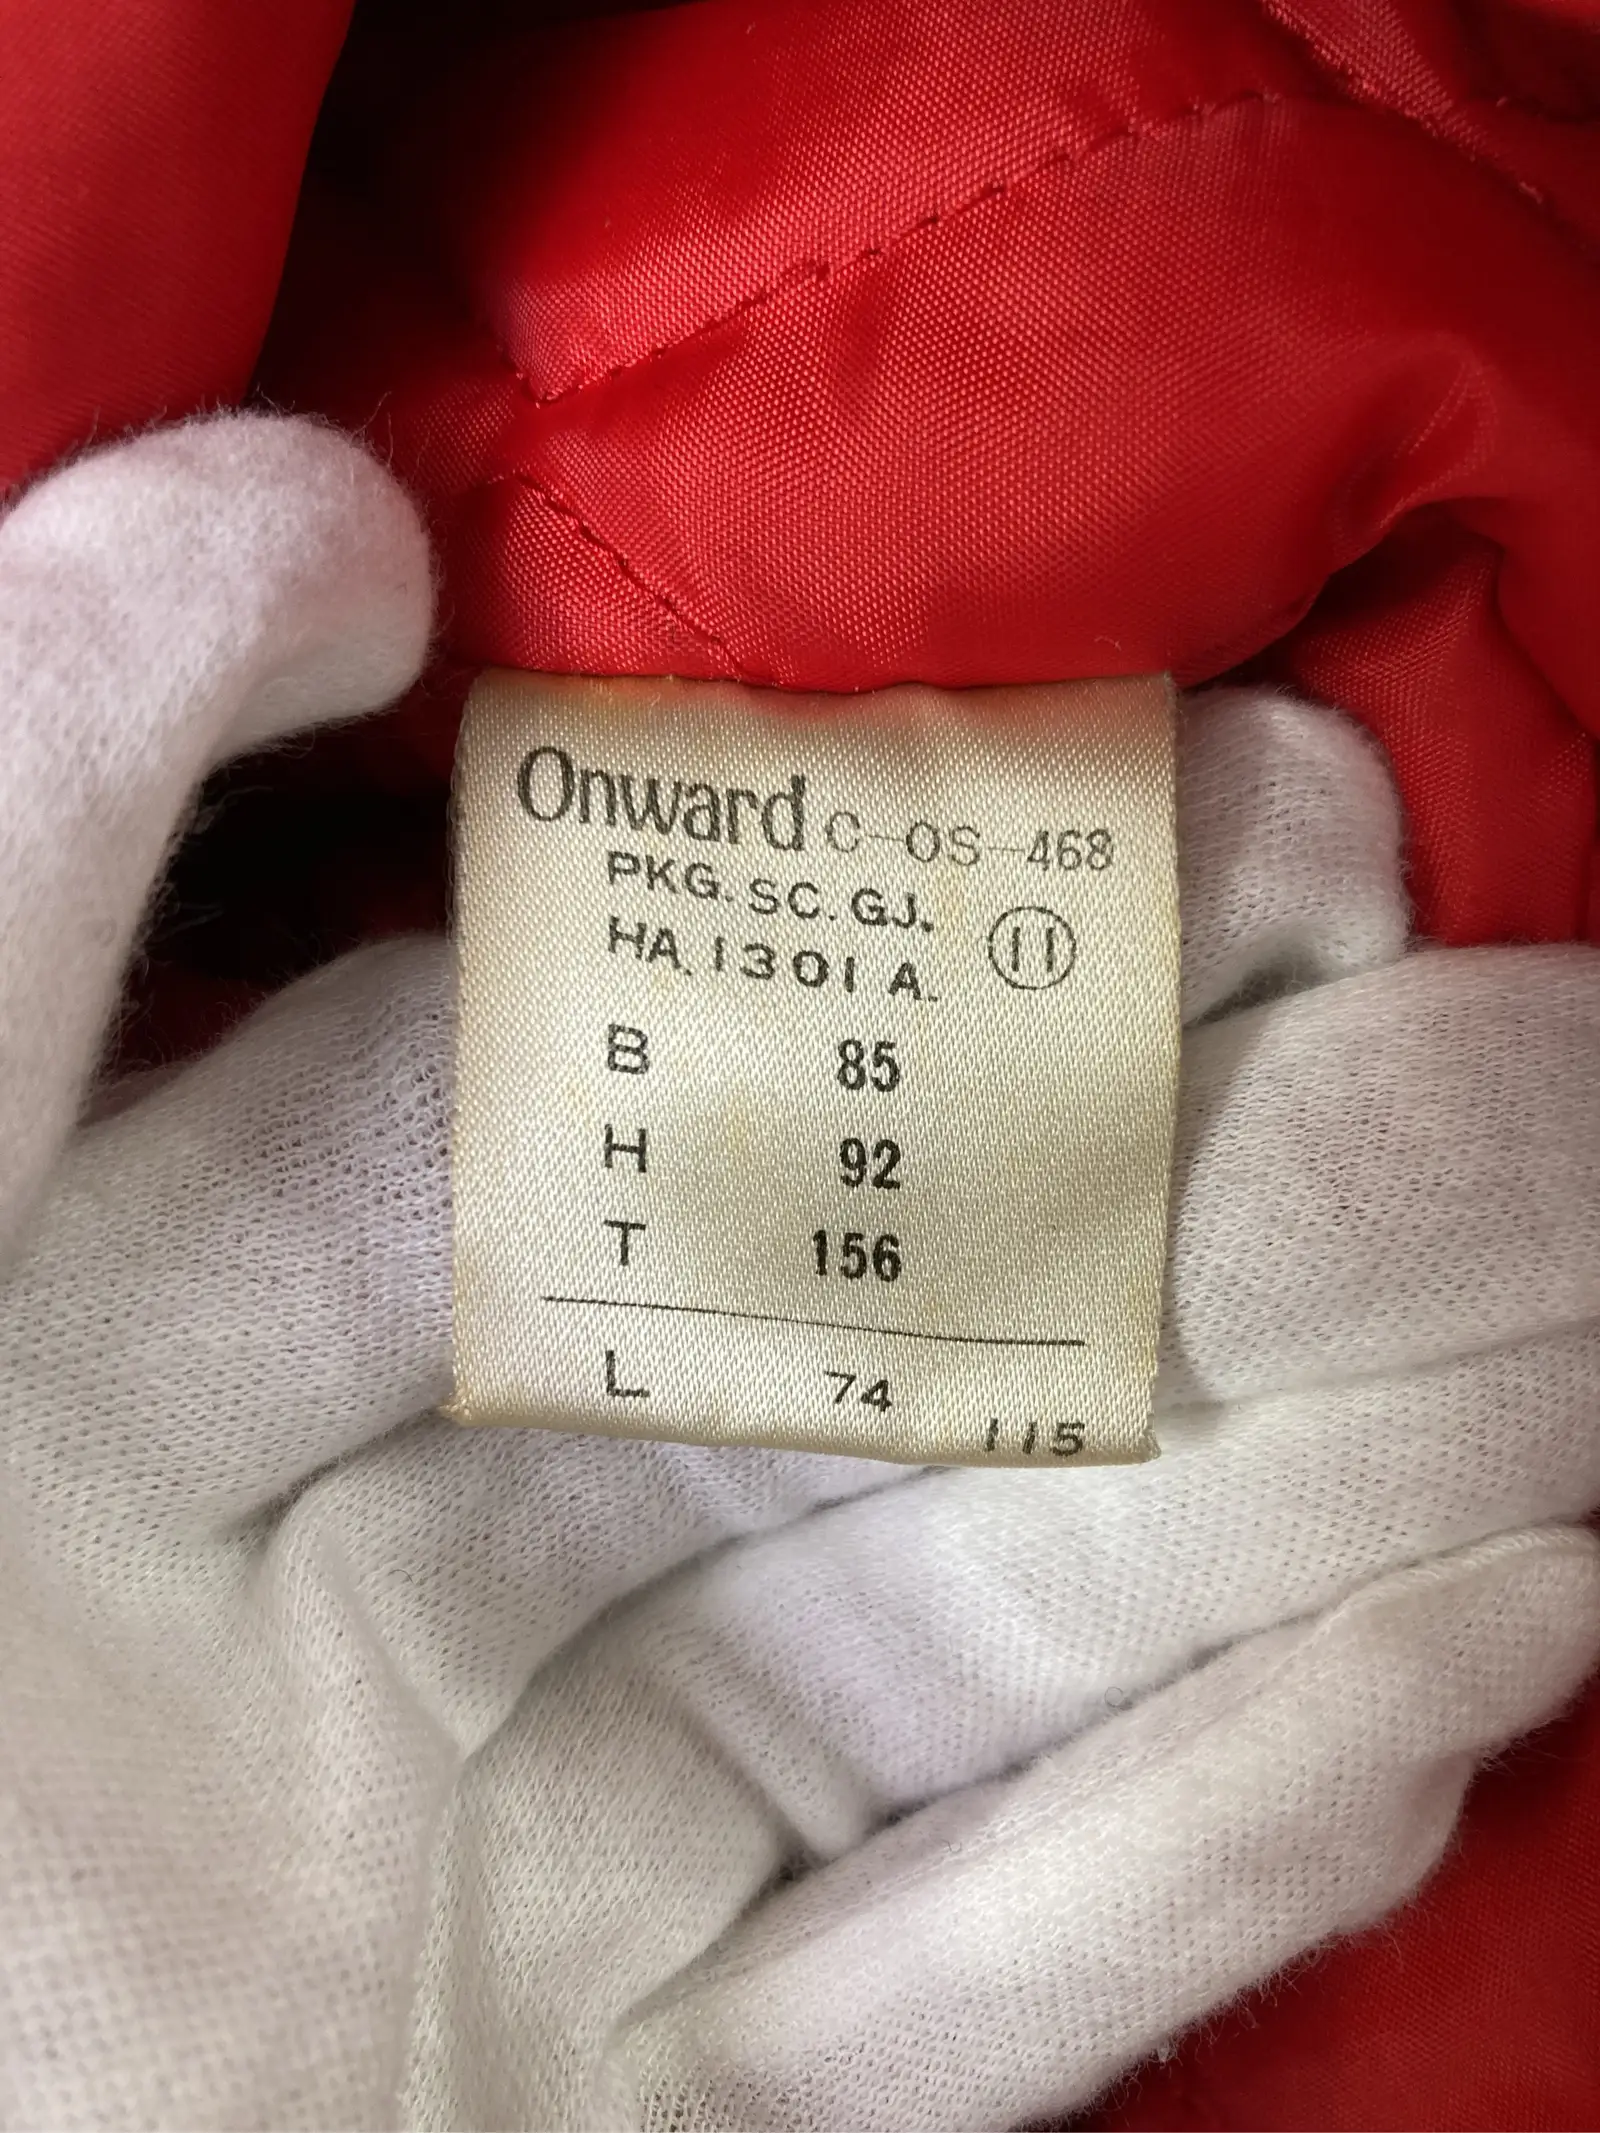 Onward C-OS-468
PKG. SC. GJ.
HA. 1301 A. 11
B 85
H 92
T 156
L 74
115